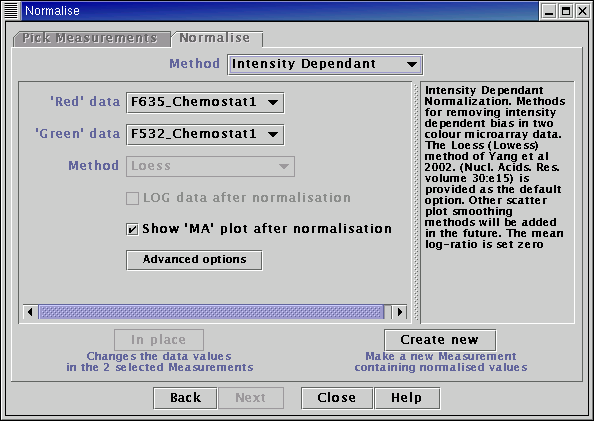 Normalise
Pick Measurements
Normalise
Method
Intensity Dependant
'Red' data
F635_Chemostat1
'Green' data
F532_Chemostat1
Method
Loess
LOG data after normalisation
Show 'MA' plot after normalisation
Advanced options
Intensity Dependant
Normalization. Methods
for removing intensity
dependent bias in two
colour microarray data.
The Loess (Lowess)
method of Yang et al
2002. (Nucl. Acids. Res.
volume 30:e15) is
provided as the default
option. Other scatter
plot smoothing
methods will be added
in the future. The mean
log-ratio is set zero
In place
Changes the data values
in the 2 selected Measurements
Create new
Make a new Measurement
containing normalised values
Back
Next
Close
Help